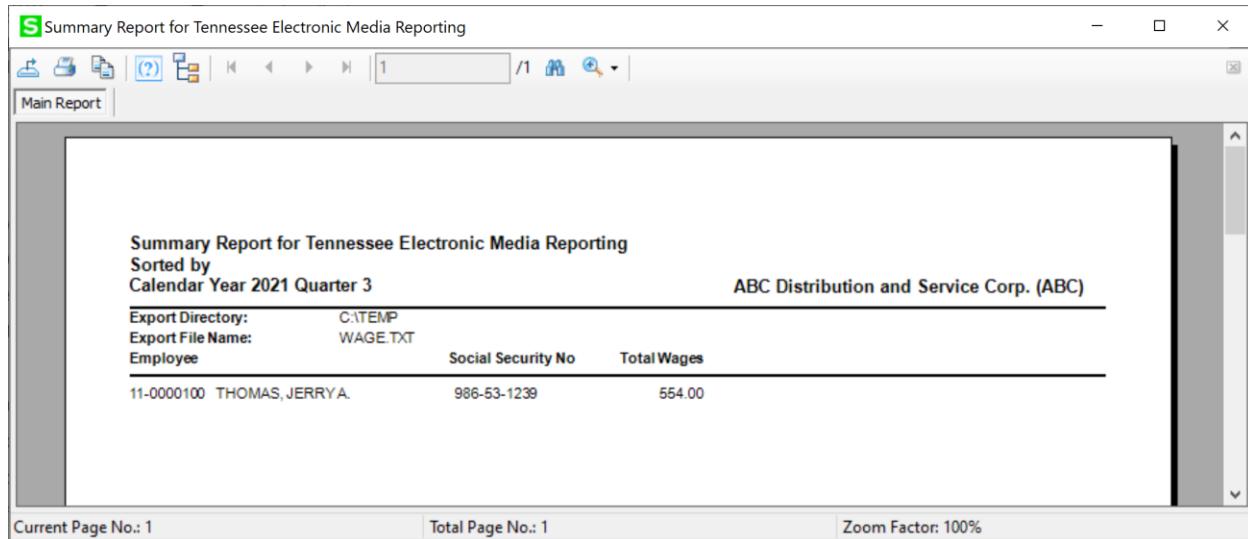 S Summary Report for Tennessee Electronic Media Reporting
1 /1
Main Report
Summary Report for Tennessee Electronic Media Reporting
Sorted by
Calendar Year 2021 Quarter 3 ABC Distribution and Service Corp. (ABC)
Export Directory: C:\TEMP
Export File Name: WAGE.TXT
Employee Social Security No Total Wages
11-0000100 THOMAS, JERRY A. 986-53-1239 554.00
Current Page No.: 1 Total Page No.: 1 Zoom Factor: 100%